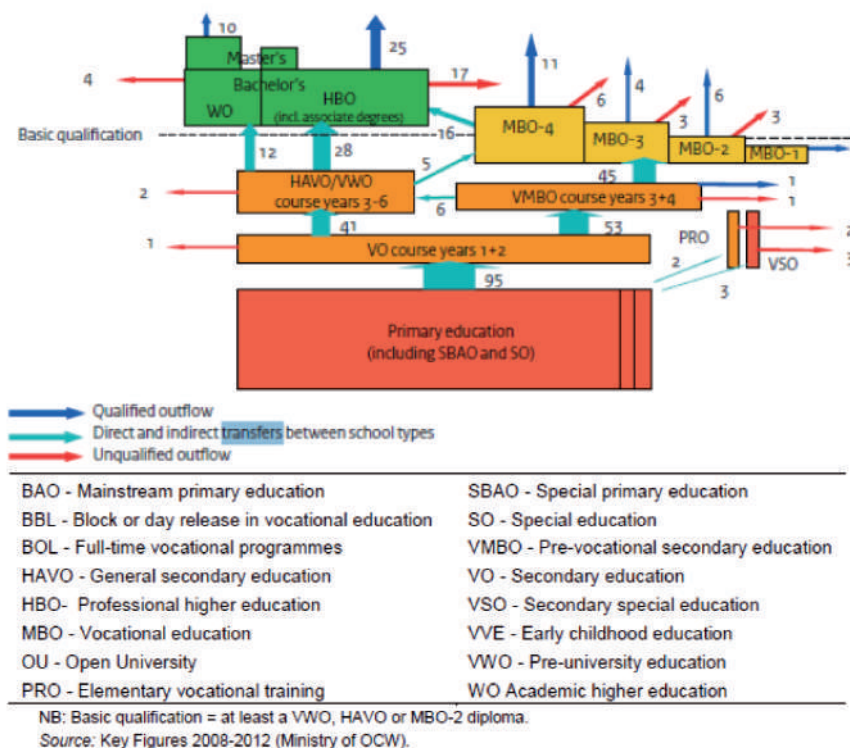 10
25
11
4
6
Master's
4
17
6
3
3
Bachelor's
WO
HBO
(incl. associate degrees)
16
MBO-4
MBO-3
MBO-2
MBO-1
Basic qualification
12
28
5
45
HAVO/VWO
course years 3-6
2
6
VMBO course years 3+4
1
1
41
53
1
VO course years 1+2
PRO
VSO
2
3
95
Primary education
(including SBAO and SO)
Qualified outflow
Direct and indirect transfers between school types
Unqualified outflow
BAO - Mainstream primary education
BBL - Block or day release in vocational education
BOL - Full-time vocational programmes
HAVO - General secondary education
HBO- Professional higher education
MBO - Vocational education
OU - Open University
PRO - Elementary vocational training
SBAO - Special primary education
SO - Special education
VMBO - Pre-vocational secondary education
VO - Secondary education
VSO - Secondary special education
VVE - Early childhood education
VWO - Pre-university education
WO Academic higher education
NB: Basic qualification = at least a VWO, HAVO or MBO-2 diploma.
Source: Key Figures 2008-2012 (Ministry of OCW).